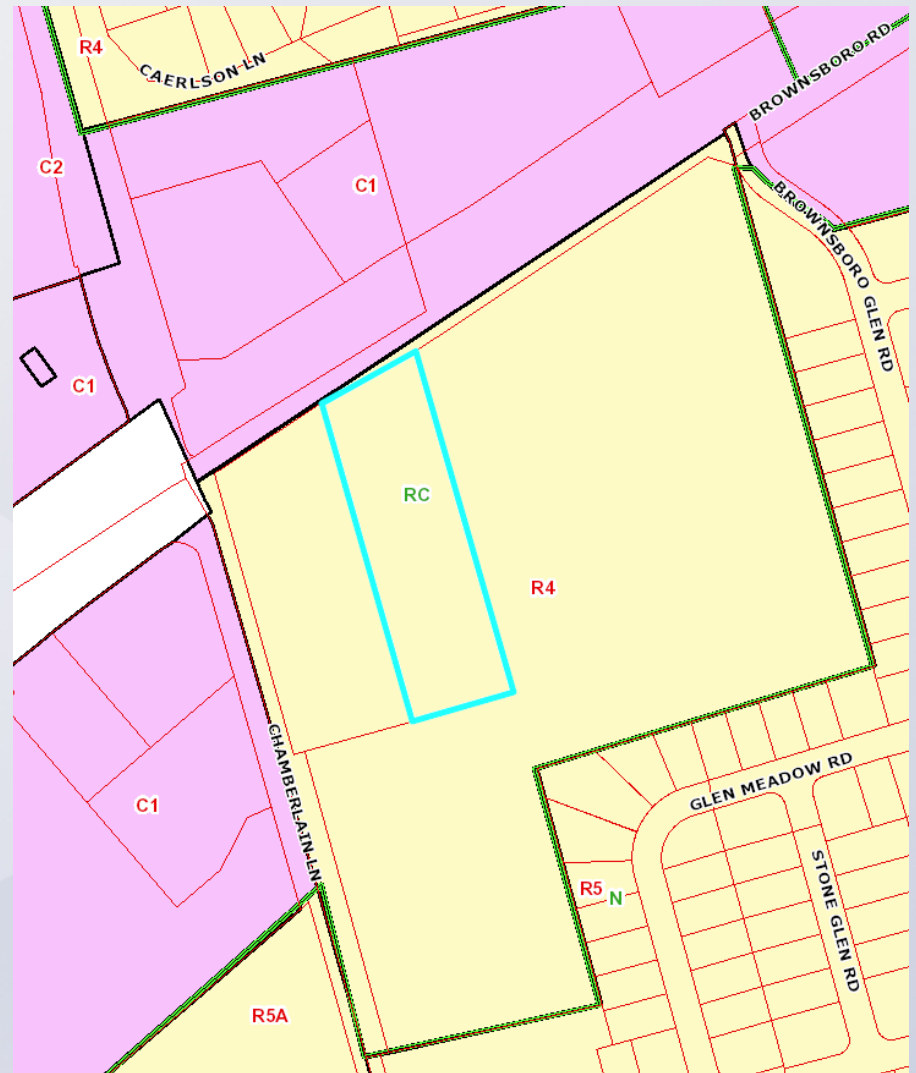 R4
CAERLSON LN
BROWNSBORO RD
C2
C1
BROWNSBORO GLEN RD
C1
RC
R4
CHAMBERLAIN LN
GLEN MEADOW RD
C1
STONE GLEN RD
R5
N
R5A